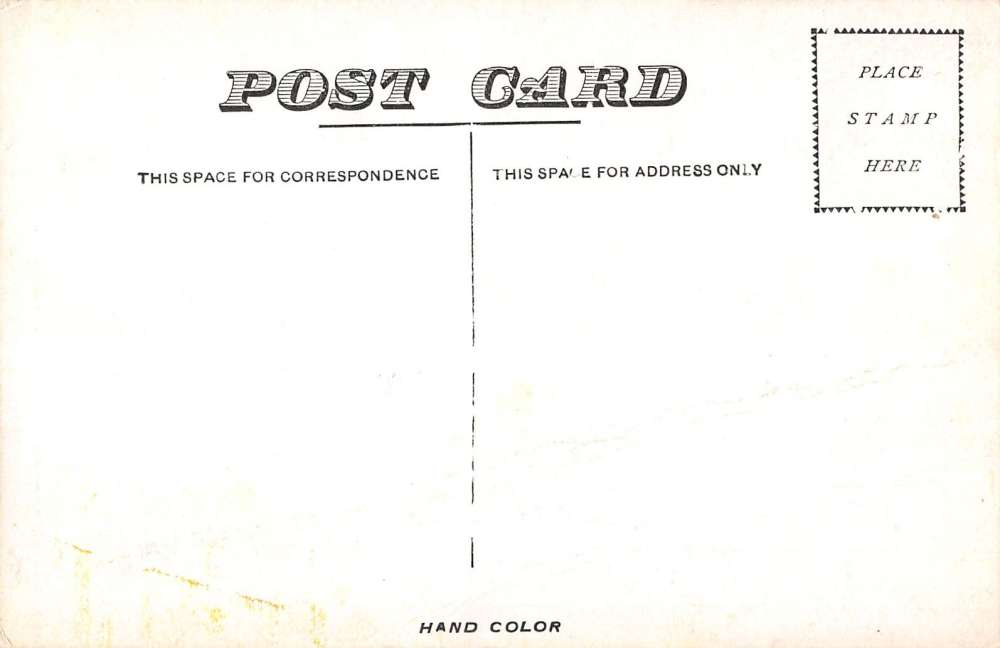 POST CARD
PLACE
STAMP
HERE
THIS SPACE FOR CORRESPONDENCE
THIS SPACE FOR ADDRESS ONLY
HAND COLOR